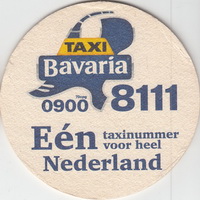 TAXI
Bavaria
0900 8111
Eén taxinummer
voor heel
Nederland